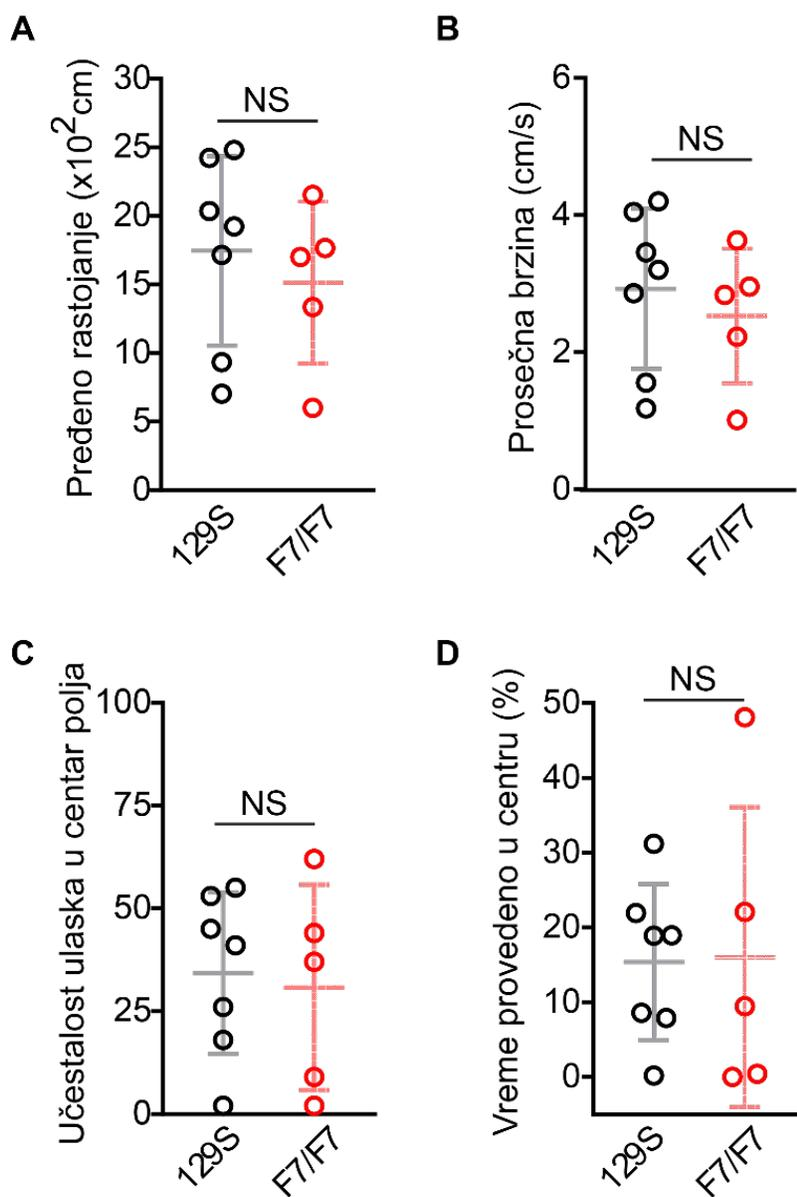 A
Pređeno rastojanje (x10²cm)
30
25
20
15
10
5
0
NS
129S
F7/F7
B
Prosečna brzina (cm/s)
6
4
2
0
NS
129S
F7/F7
C
Učestalost ulaska u centar polja
100
75
50
25
0
NS
129S
F7/F7
D
Vreme provedeno u centru (%)
50
40
30
20
10
0
NS
129S
F7/F7